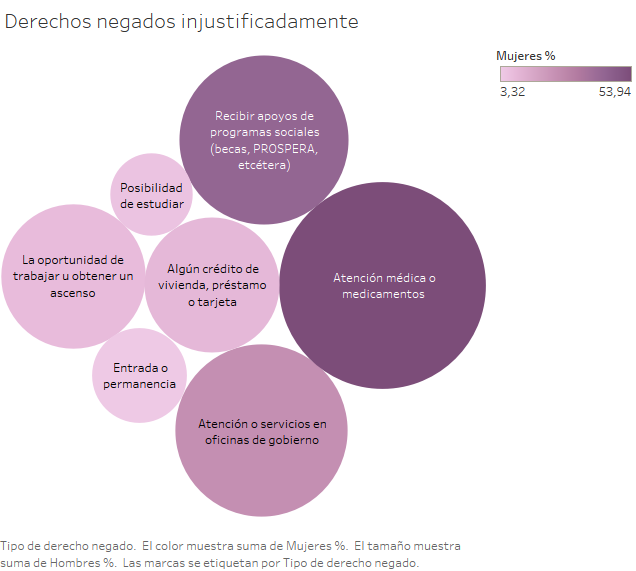 Derechos negados injustificadamente
Mujeres %
3,32 53,94
Recibir apoyos de
programas sociales
(becas, PROSPERA,
etcétera)
Posibilidad
de estudiar
La oportunidad de
trabajar u obtener un
ascenso
Algún crédito de
vivienda, préstamo
o tarjeta
Atención médica o
medicamentos
Entrada o
permanencia
Atención o servicios en
oficinas de gobierno
Tipo de derecho negado. El color muestra suma de Mujeres %. El tamaño muestra
suma de Hombres %. Las marcas se etiquetan por Tipo de derecho negado.